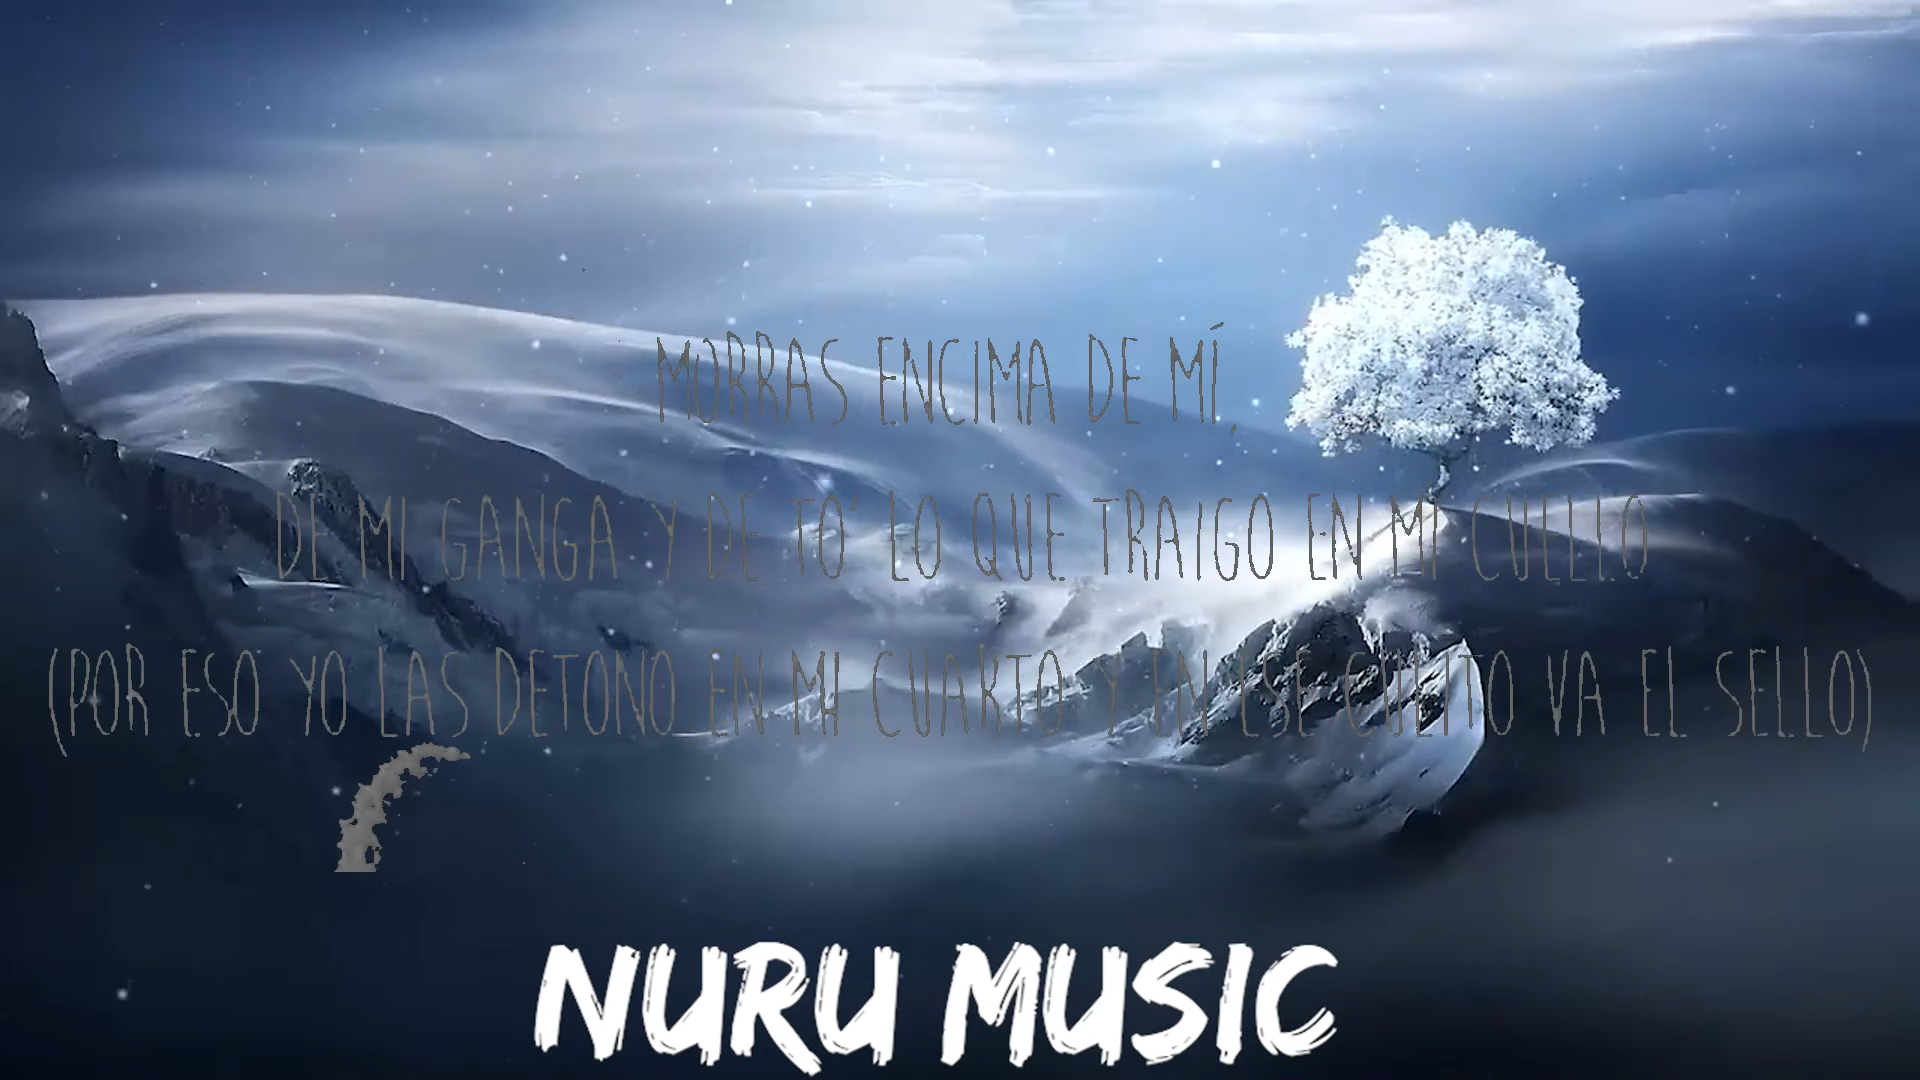 MORRAS ENCIMA DE MÍ,
DE MI GANGA Y DE TO' LO QUE TRAIGO EN MI CUELLO
(POR ESO YO LAS DETONO EN MI CUARTO Y EN ESE CULITO VA EL SELLO)
NURU MUSIC